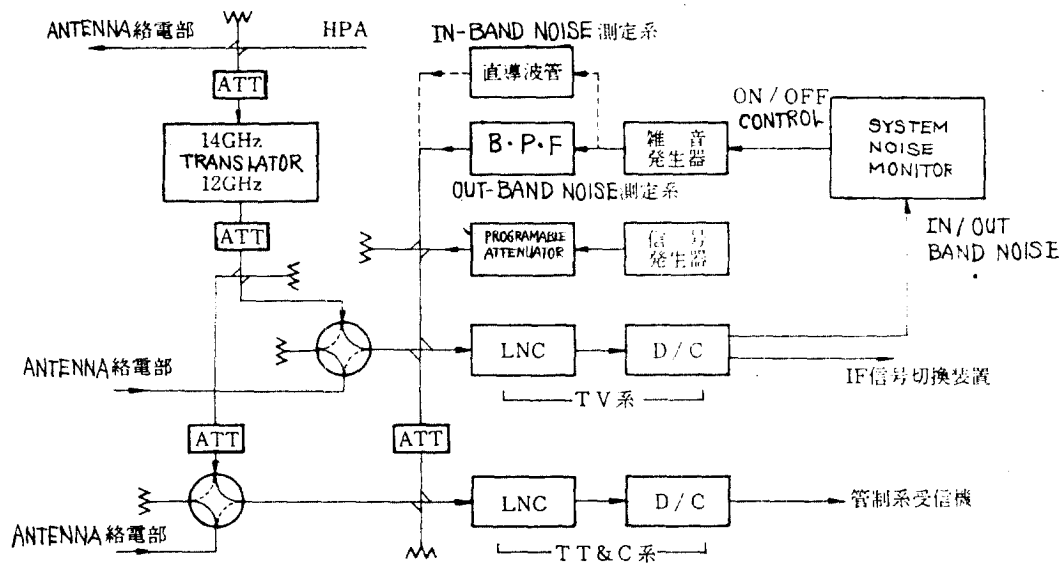 ANTENNA絡電部
HPA
ATT
14GHz
TRANSLATOR
12GHz
ATT
IN-BAND NOISE 測定系
直導波管
B・P・F
OUT-BAND NOISE測定系
雑音
発生器
ON/OFF
CONTROL
SYSTEM
NOISE
MONITOR
PROGRAMABLE
ATTENUATOR
信号
発生器
IN/OUT
BAND NOISE
ANTENNA絡電部
LNC
D/C
TV系
IF信号切換装置
ATT
ATT
ANTENNA絡電部
LNC
D/C
TT&C系
管制系受信機